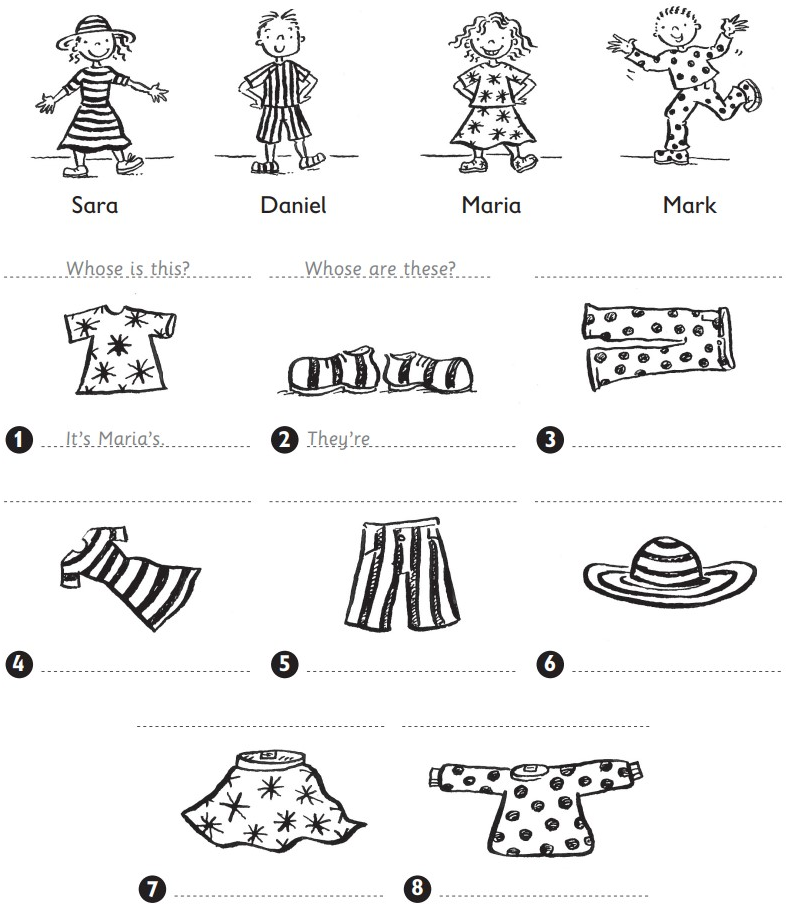 Sara Daniel Maria Mark
Whose is this? Whose are these?
1 It's Maria's. 2 They're 3
4 5 6
7 8